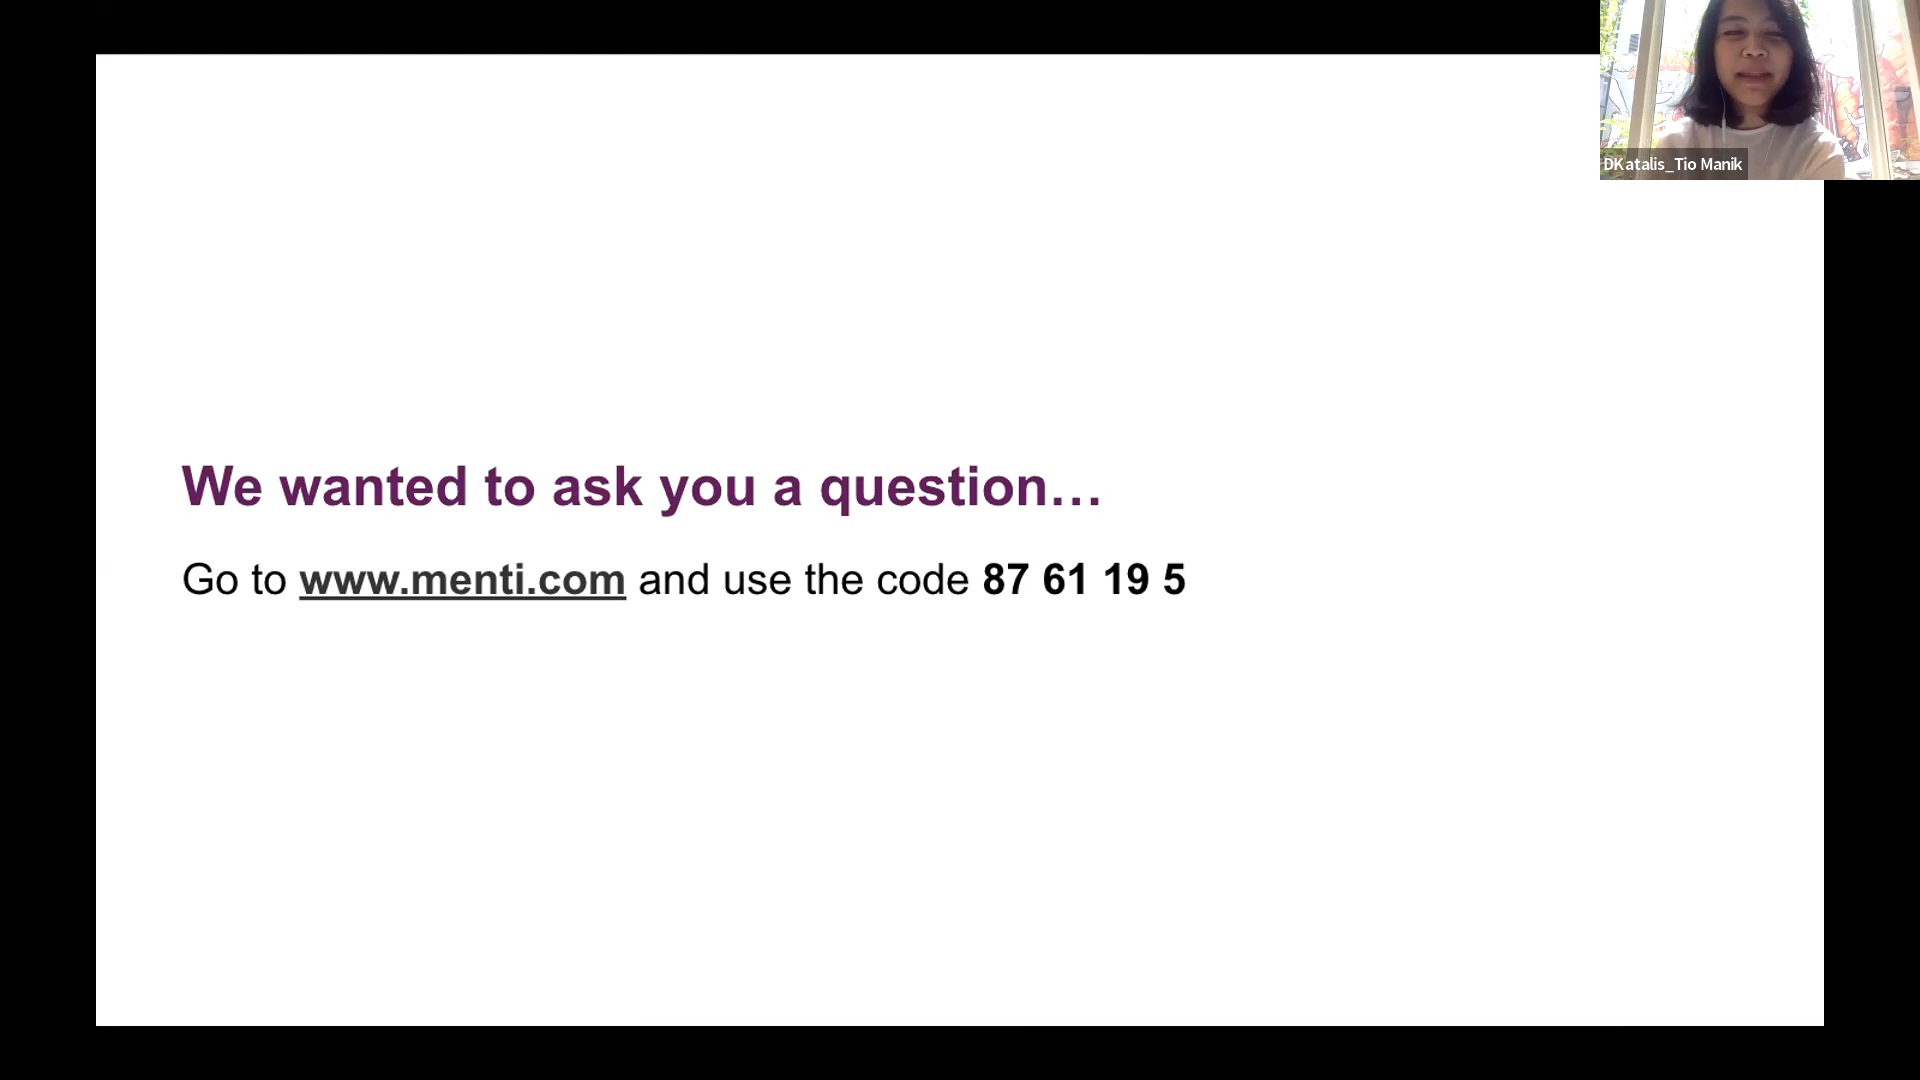 DKatalis_Tio Manik
We wanted to ask you a question…
Go to www.menti.com and use the code 87 61 19 5